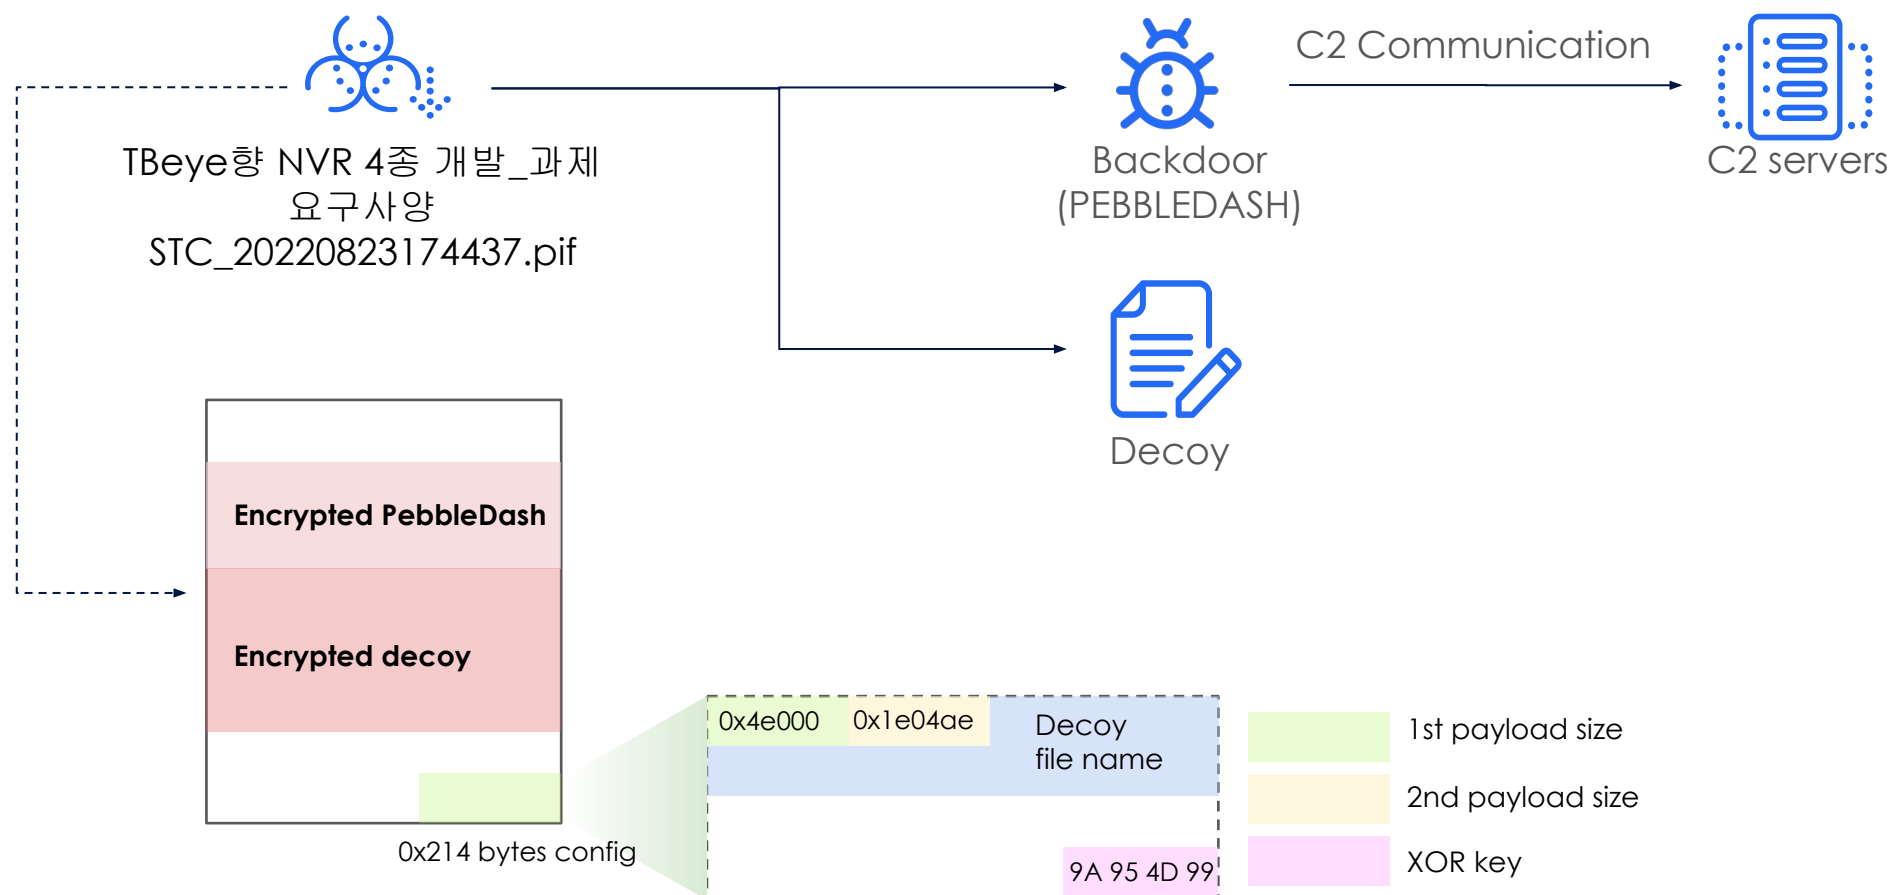 C2 Communication
TBeye향 NVR 4종 개발_과제
요구사양
STC_20220823174437.pif
Backdoor
(PEBBLEDASH)
C2 servers
Decoy
Encrypted PebbleDash
Encrypted decoy
0x214 bytes config
0x4e000
0x1e04ae
Decoy
file name
9A 95 4D 99
1st payload size
2nd payload size
XOR key